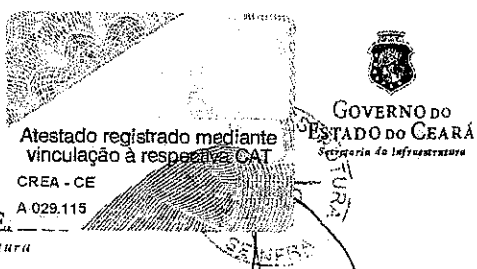 Atestado registrado mediante
vinculação à respectiva CAT
CREA - CE
A 029.115
GOVERNO DO
ESTADO DO CEARÁ
Secretaria da Infraestrutura